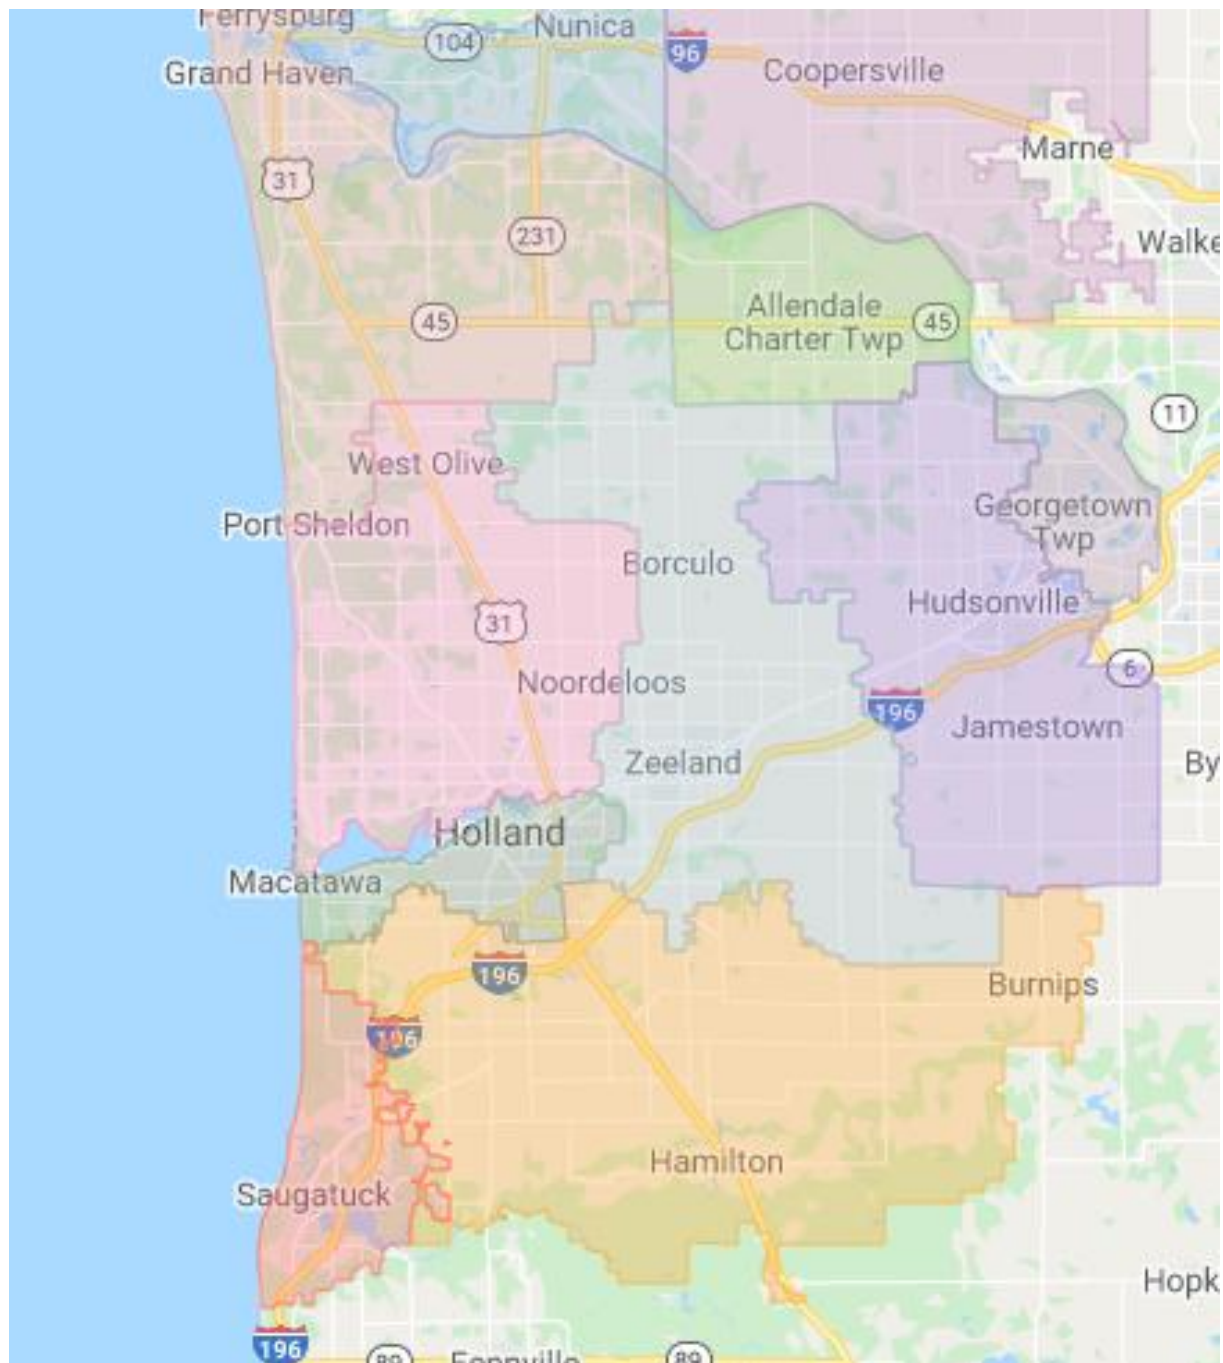 Ferrysburg
Nunica
104
96
Grand Haven
Coopersville
Marne
31
231
Walke
45
Allendale
Charter Twp
45
11
West Olive
Port Sheldon
Georgetown
Twp
Borculo
Hudsonville
31
6
Noordeloos
196
Jamestown
Zeeland
By
Holland
Macatawa
196
Burnips
196
Hamilton
Saugatuck
Hopk
196
89
Fennville
89